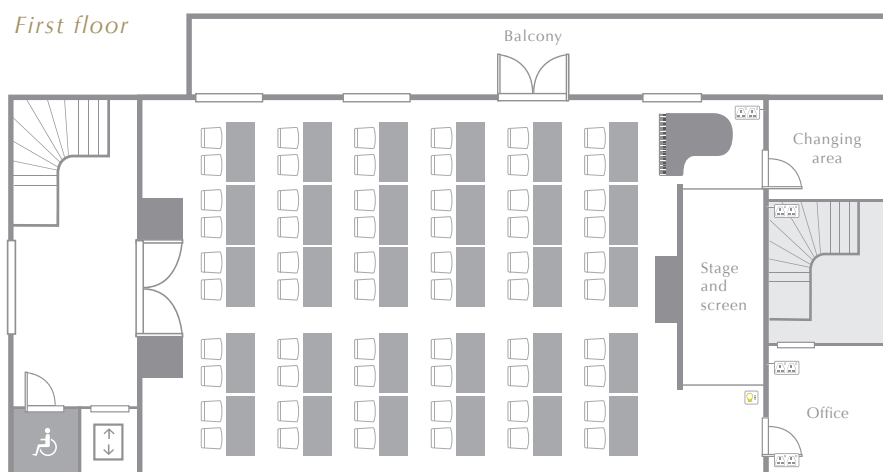 First floor
Balcony
Changing
area
Stage
and
screen
Office